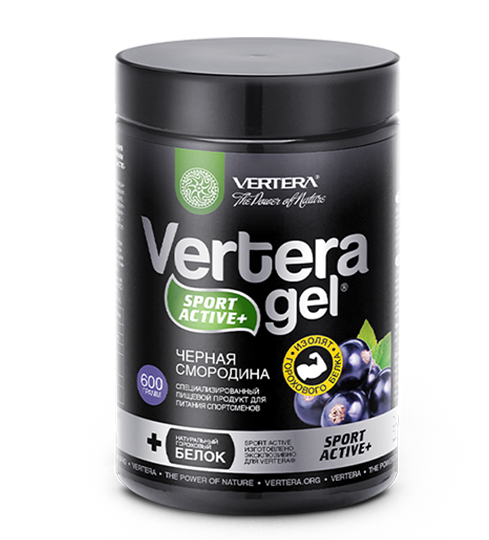 VERTERA®
The Power of Nature
Vertera
gel®
SPORT
ACTIVE+
ЧЕРНАЯ
СМОРОДИНА
ИЗОЛЯТ
ГОРОХОВОГО БЕЛКА
600
ГРАММ
СПЕЦИАЛИЗИРОВАННЫЙ
ПИЩЕВОЙ ПРОДУКТ ДЛЯ
ПИТАНИЯ СПОРТСМЕНОВ
+
НАТУРАЛЬНЫЙ
ГОРОХОВЫЙ
БЕЛОК
SPORT ACTIVE
ИЗГОТОВЛЕНО
ЭКСКЛЮЗИВНО
ДЛЯ VERTERA®
SPORT
ACTIVE+
• VERTERA • THE POWER OF NATURE • VERTERA.ORG • VERTERA • THE POWER